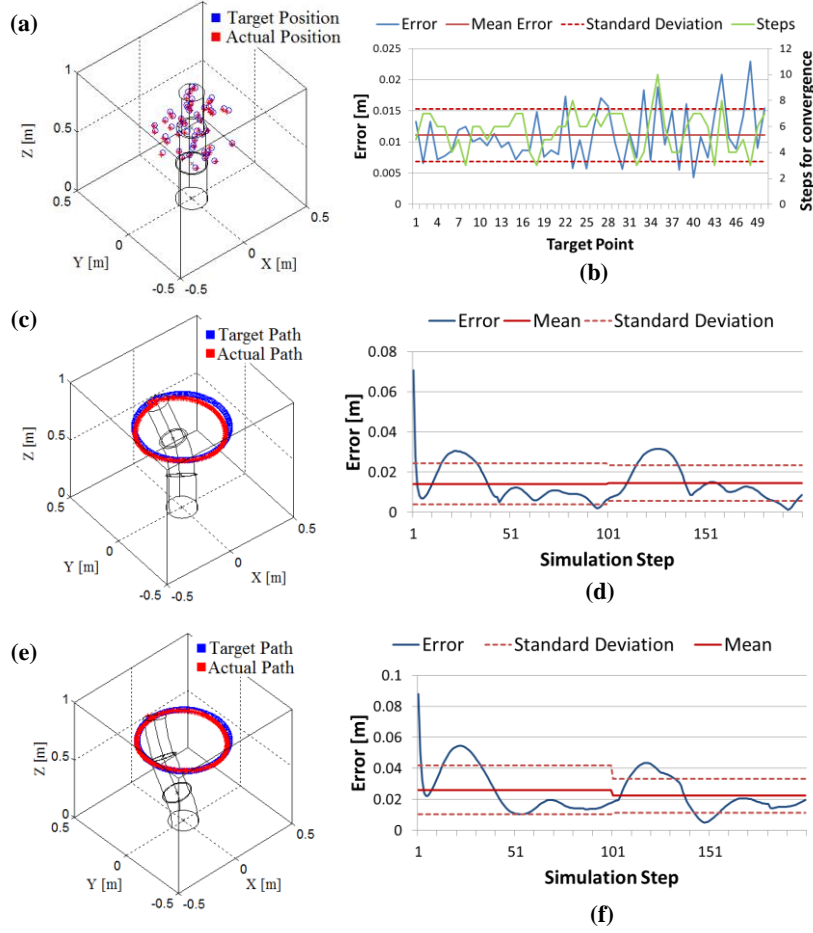 (a)
Target Position
Actual Position
1
0.5
0
0.5
0
-0.5
-0.5
0
0.5
Z [m]
Y [m]
X [m]
Error
Mean Error
Standard Deviation
Steps
0.025
0.02
0.015
0.01
0.005
0
12
10
8
6
4
2
0
1 4 7 10 13 16 19 22 25 28 31 34 37 40 43 46 49
Error [m]
Steps for convergence
Target Point
(b)
(c)
Target Path
Actual Path
1
0.5
0
0.5
0
-0.5
-0.5
0
0.5
Z [m]
Y [m]
X [m]
Error
Mean
Standard Deviation
0.08
0.06
0.04
0.02
0
1 51 101 151
Error [m]
Simulation Step
(d)
(e)
Target Path
Actual Path
1
0.5
0
0.5
0
-0.5
-0.5
0
0.5
Z [m]
Y [m]
X [m]
Error
Standard Deviation
Mean
0.1
0.08
0.06
0.04
0.02
0
1 51 101 151
Error [m]
Simulation Step
(f)